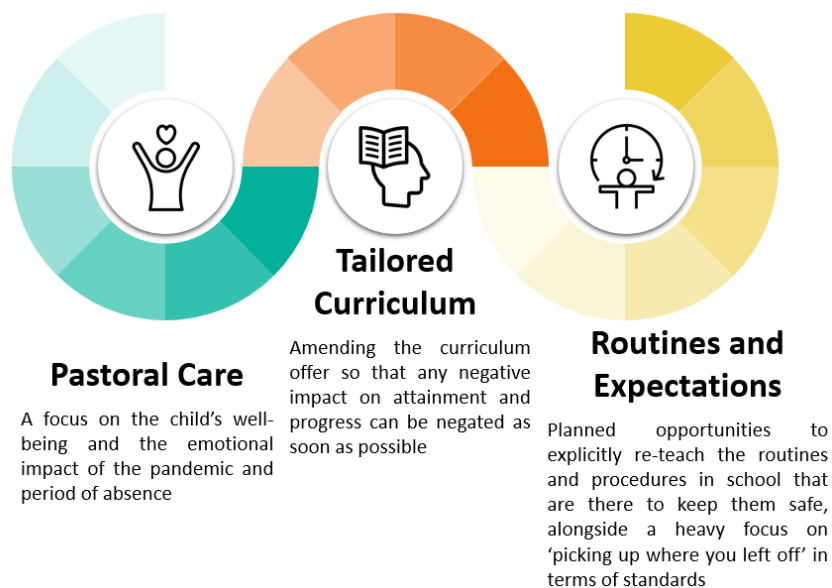 Pastoral Care
A focus on the child’s well-
being and the emotional
impact of the pandemic and
period of absence
Tailored
Curriculum
Amending the curriculum
offer so that any negative
impact on attainment and
progress can be negated as
soon as possible
Routines and
Expectations
Planned opportunities to
explicitly re-teach the routines
and procedures in school that
are there to keep them safe,
alongside a heavy focus on
‘picking up where you left off’ in
terms of standards